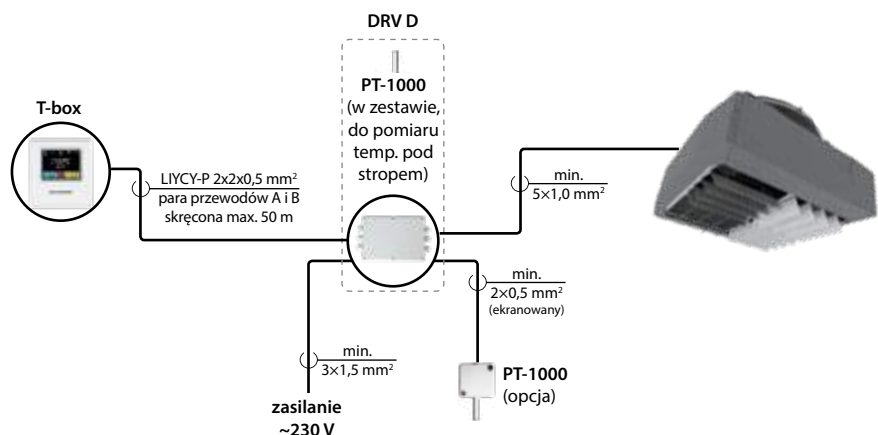 DRV D
PT-1000
(w zestawie,
do pomiaru
temp. pod
stropem)
T-box
LIYCY-P 2x2x0,5 mm²
para przewodów A i B
skręcona max. 50 m
min.
5×1,0 mm²
min.
2×0,5 mm²
(ekranowany)
min.
3×1,5 mm²
PT-1000
(opcja)
zasilanie
~230 V